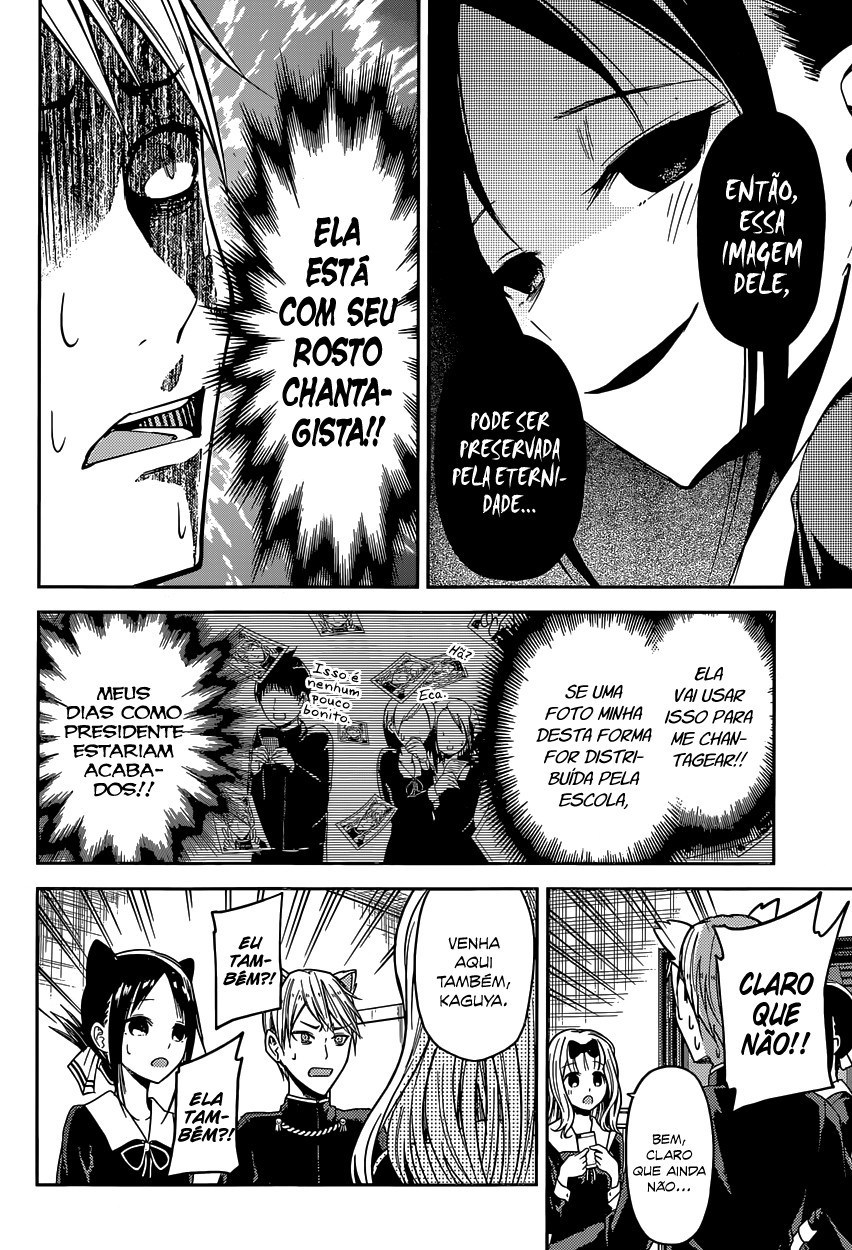 ENTÃO,
ESSA
IMAGEM
DELE,
PODE SER
PRESERVADA
PELA ETERNI-
DADE...
ELA
ESTÁ
COM SEU
ROSTO
CHANTA-
GISTA!!
ELA
VAI USAR
ISSO PARA
ME CHAN-
TAGEAR!!
SE UMA
FOTO MINHA
DESTA FORMA
FOR DISTRI-
BUÍDA PELA
ESCOLA,
Hã?
Eca.
Isso é
nenhum
pouco
bonito.
MEUS
DIAS COMO
PRESIDENTE
ESTARIAM
ACABA-
DOS!!
CLARO
QUE
NÃO!!
BEM,
CLARO
QUE AINDA
NÃO...
VENHA
AQUI
TAMBÉM,
KAGUYA.
EU
TAM-
BÉM?!
ELA
TAM-
BÉM?!